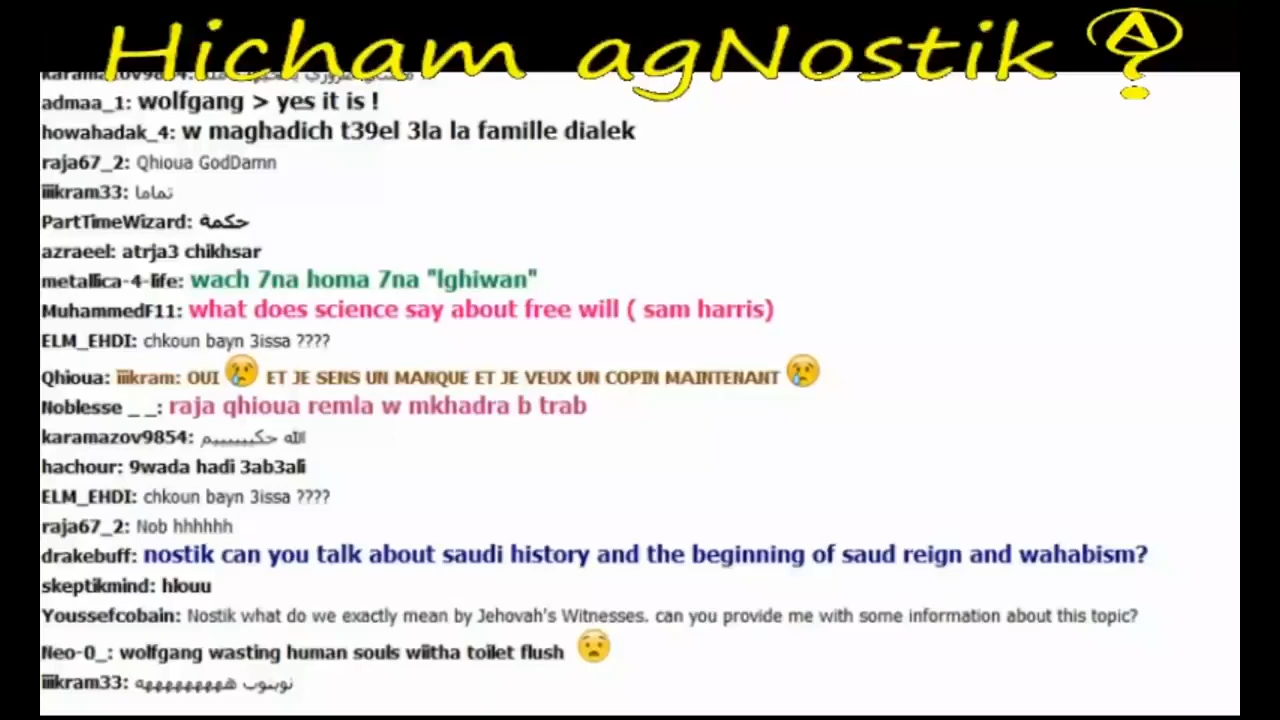 Hicham agNostik ?
karamazov9854:
admaa_1: wolfgang > yes it is !
howahadak_4: w maghadich t39el 3la la famille dialek
raja67_2: Qhioua GodDamn
iiikram33: تماما
PartTimeWizard: حكمة
azraeel: atrja3 chikhsar
metallica-4-life: wach 7na homa 7na "lghiwan"
MuhammedF11: what does science say about free will ( sam harris)
ELM_EHDI: chkoun bayn 3issa ????
Qhioua: iiikram: OUI 😢 ET JE SENS UN MANQUE ET JE VEUX UN COPIN MAINTENANT 😢
Noblesse _ _: raja qhioua remla w mkhadra b trab
karamazov9854: الله حكيييييم
hachour: 9wada hadi 3ab3ali
ELM_EHDI: chkoun bayn 3issa ????
raja67_2: Nob hhhhhh
drakebuff: nostik can you talk about saudi history and the beginning of saud reign and wahabism?
skeptikmind: hlouu
Youssefcobain: Nostik what do we exactly mean by Jehovah's Witnesses. can you provide me with some information about this topic?
Neo-0_: wolfgang wasting human souls wiitha toilet flush 😟
iiikram33: نوبنوب هههههههههه